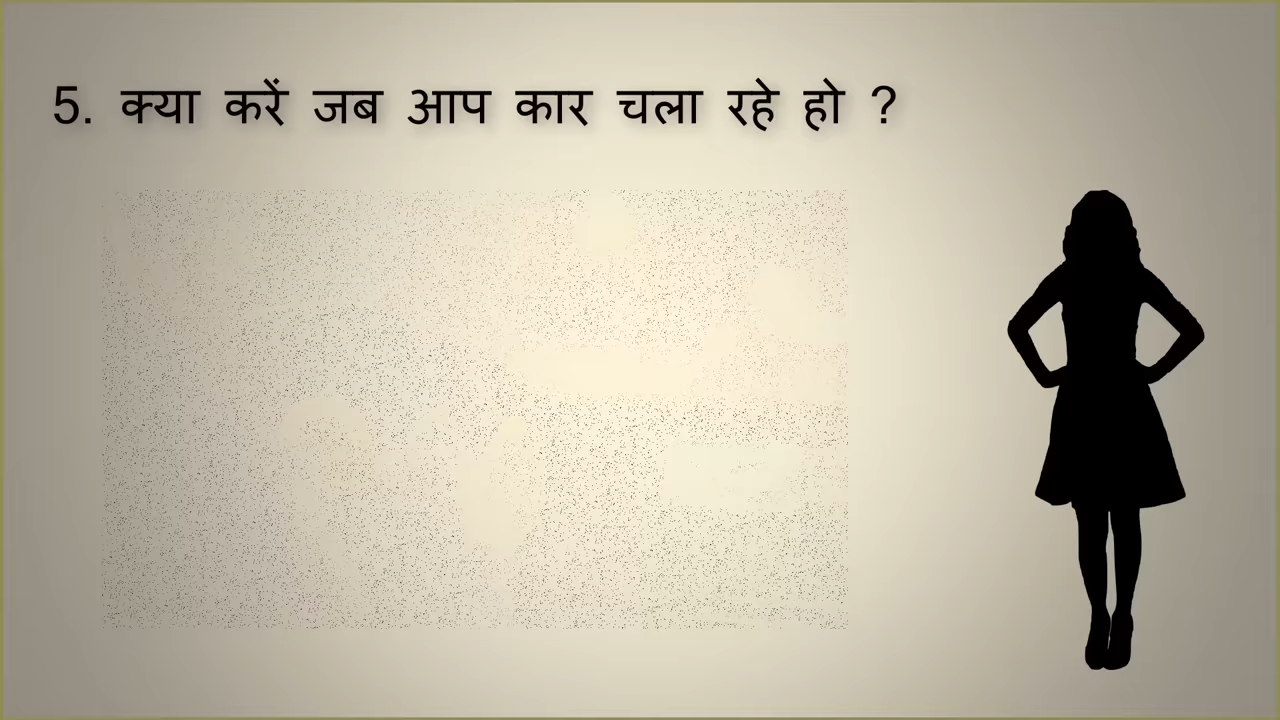 5. क्या करें जब आप कार चला रहे हो ?